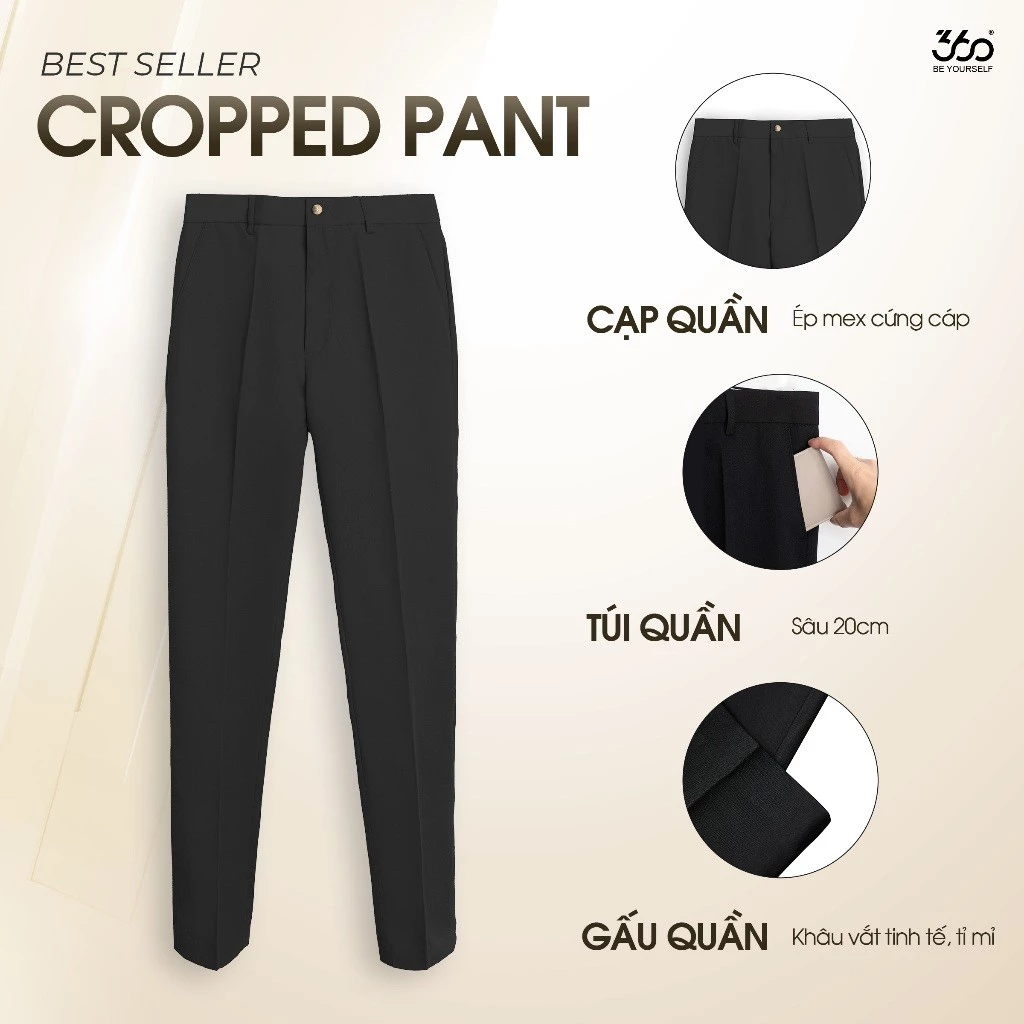 BEST SELLER
CROPPED PANT
360®
BE YOURSELF
CẠP QUẦN Ép mex cứng cáp
TÚI QUẦN Sâu 20cm
GẤU QUẦN Khâu vắt tinh tế, tỉ mỉ